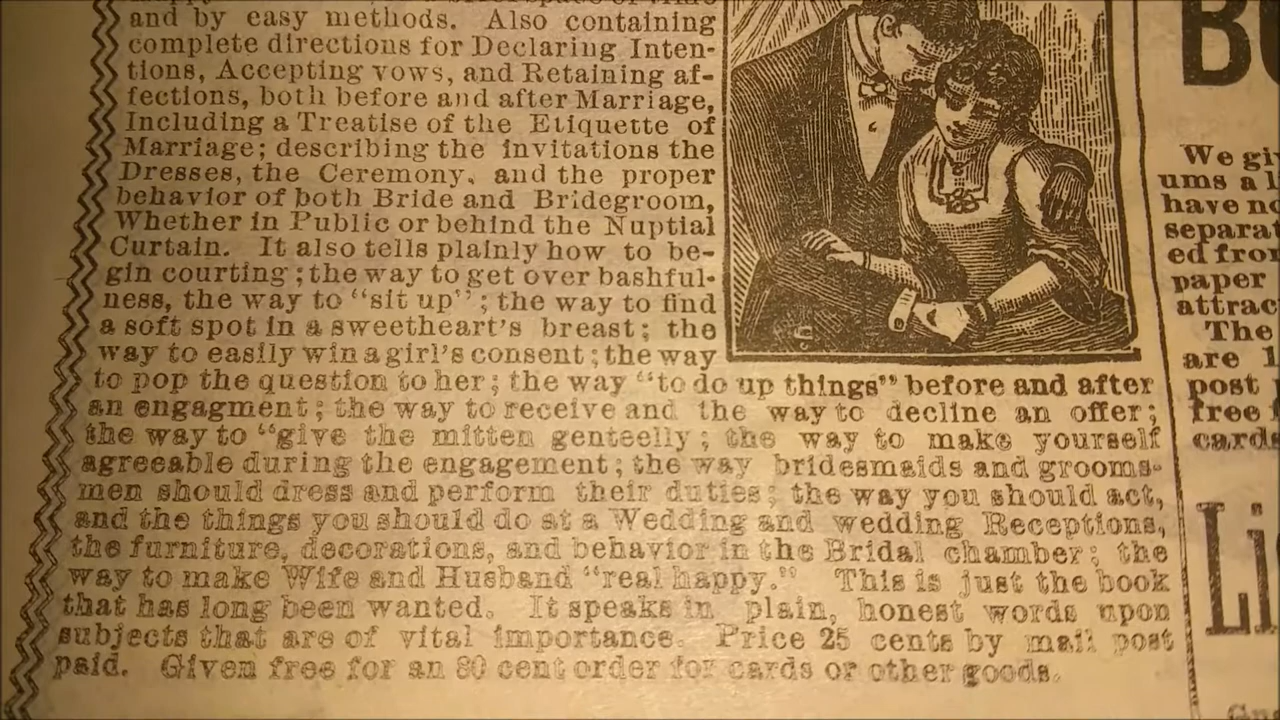 and by easy methods. Also containing
complete directions for Declaring Inten-
tions, Accepting vows, and Retaining af-
fections, both before and after Marriage,
Including a Treatise of the Etiquette of
Marriage; describing the invitations the
Dresses, the Ceremony, and the proper
behavior of both Bride and Bridegroom,
Whether in Public or behind the Nuptial
Curtain. It also tells plainly how to be-
gin courting; the way to get over bashful-
ness, the way to "sit up"; the way to find
a soft spot in a sweetheart's breast; the
way to easily win a girl's consent; the way
to pop the question to her; the way "to do up things" before and after
an engagment; the way to receive and the way to decline an offer;
the way to "give the mitten genteelly; the way to make yourself
agreeable during the engagement; the way bridesmaids and grooms-
men should dress and perform their duties; the way you should act,
and the things you should do at a Wedding and wedding Receptions,
the furniture, decorations, and behavior in the Bridal chamber; the
way to make Wife and Husband "real happy." This is just the book
that has long been wanted. It speaks in plain, honest words upon
subjects that are of vital importance. Price 25 cents by mail post
paid. Given free for an 80 cent order for cards or other goods.
We giv
ums a l
have no
separat
ed from
paper
attrac
The
are 1
post
free f
cards
Li